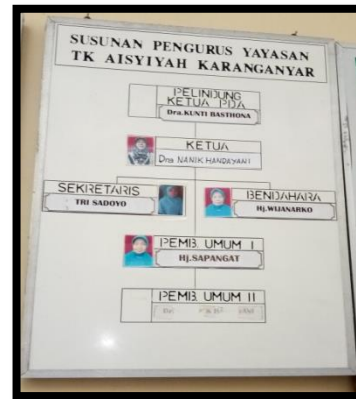 SUSUNAN PENGURUS YAYASAN
TK AISYIYAH KARANGANYAR
PELINDUNG
KETUA PDA
Dra.KUNTI BASTHONA
KETUA
Dra NANIK HANDAYANI
SEKRETARIS
TRI SADOYO
BENDAHARA
Hj.WIJANARKO
PEMB. UMUM I
Hj.SAPANGAT
PEMB. UMUM II